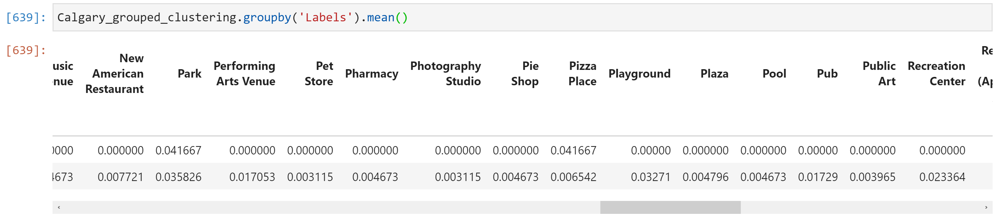 [639]: Calgary_grouped_clustering.groupby('Labels').mean()
[639]:
usic nue New American Restaurant Park Performing Arts Venue Pet Store Pharmacy Photography Studio Pie Shop Pizza Place Playground Plaza Pool Pub Public Art Recreation Center Re (Ap
0000 0.000000 0.041667 0.000000 0.000000 0.000000 0.000000 0.000000 0.041667 0.00000 0.000000 0.000000 0.00000 0.000000 0.000000
4673 0.007721 0.035826 0.017053 0.003115 0.004673 0.003115 0.004673 0.006542 0.03271 0.004796 0.004673 0.01729 0.003965 0.023364